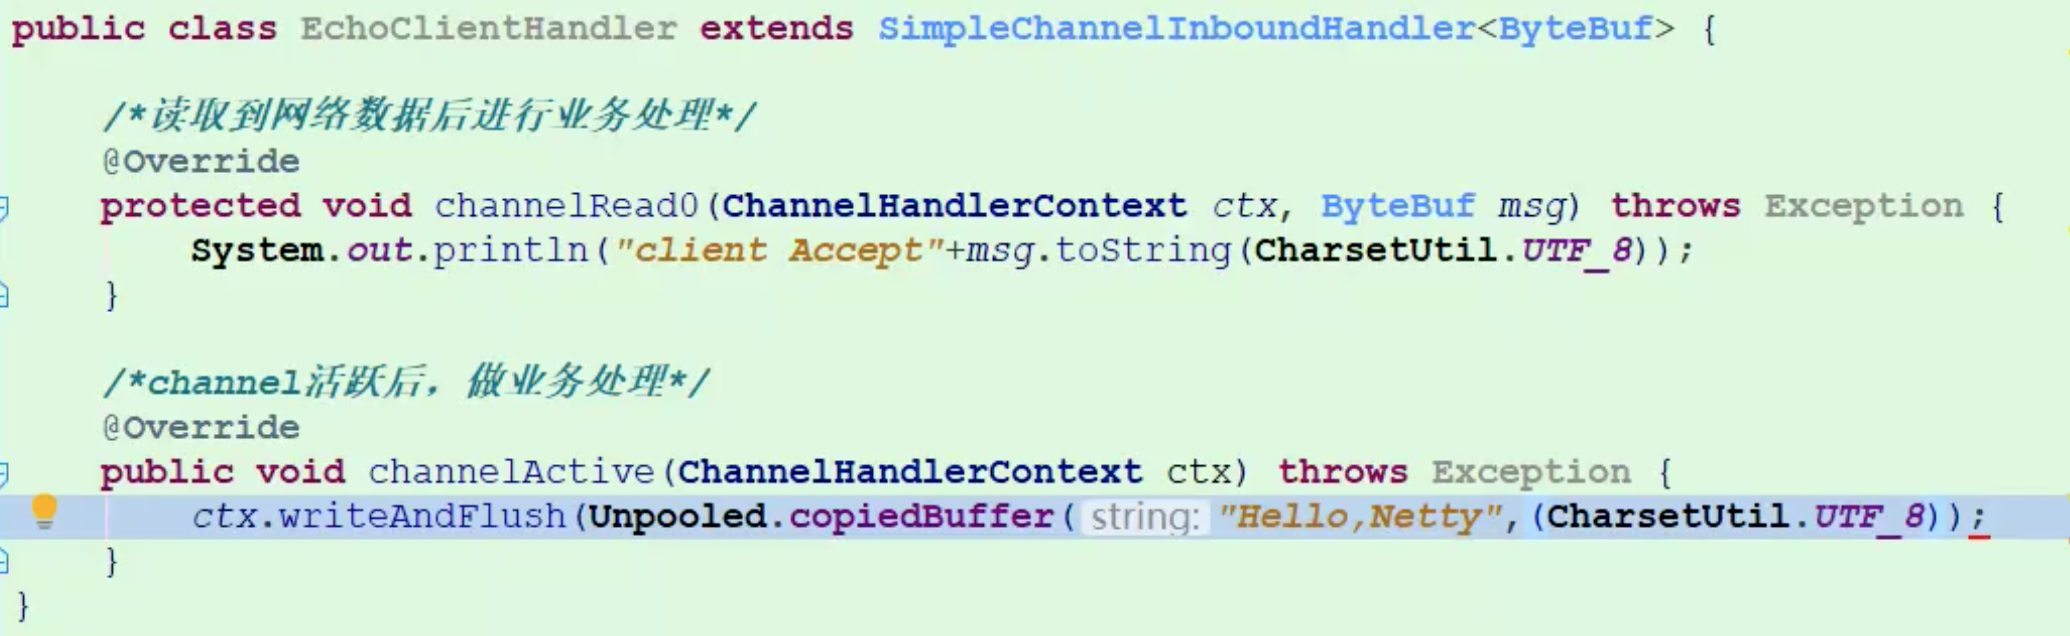 public class EchoClientHandler extends SimpleChannelInboundHandler<ByteBuf> {
/*读取到网络数据后进行业务处理*/
@Override
protected void channelRead0(ChannelHandlerContext ctx, ByteBuf msg) throws Exception {
System.out.println("client Accept"+msg.toString(CharsetUtil.UTF_8));
}
/*channel活跃后，做业务处理*/
@Override
public void channelActive(ChannelHandlerContext ctx) throws Exception {
ctx.writeAndFlush(Unpooled.copiedBuffer( string: "Hello,Netty",(CharsetUtil.UTF_8));
}
}